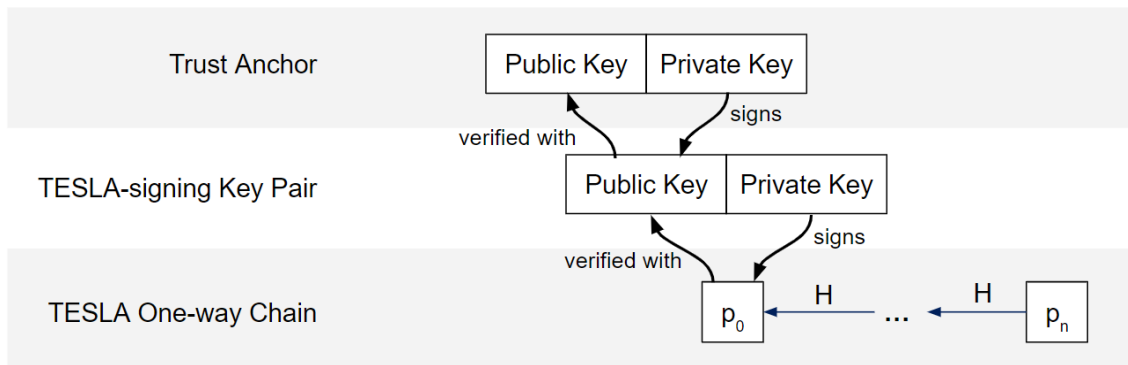 Trust Anchor
Public Key
Private Key
verified with
signs
TESLA-signing Key Pair
Public Key
Private Key
verified with
signs
TESLA One-way Chain
p₀
H
...
H
pₙ